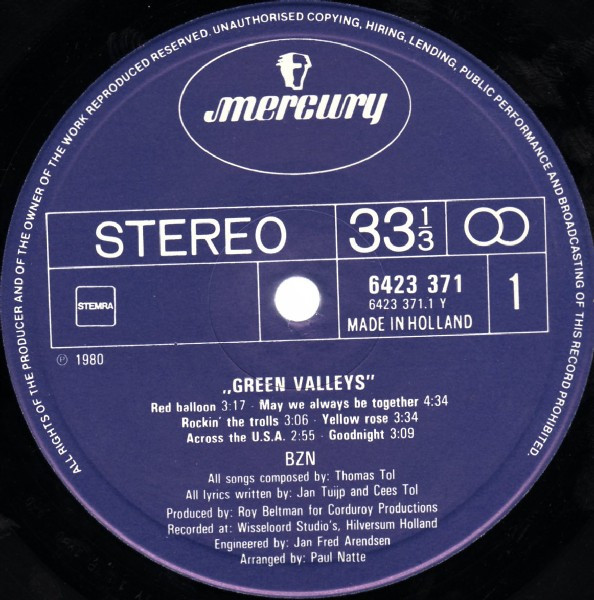 ALL RIGHTS OF THE PRODUCER AND OF THE OWNER OF THE WORK REPRODUCED RESERVED. UNAUTHORISED COPYING, HIRING, LENDING, PUBLIC PERFORMANCE AND BROADCASTING OF THIS RECORD PROHIBITED.
mercury
STEREO 33 1/3
STEMRA
6423 371
6423 371.1 Y
MADE IN HOLLAND
1
℗ 1980
„GREEN VALLEYS"
Red balloon 3:17 · May we always be together 4:34
Rockin' the trolls 3:06 · Yellow rose 3:34
Across the U.S.A. 2:55 · Goodnight 3:09
BZN
All songs composed by: Thomas Tol
All lyrics written by: Jan Tuijp and Cees Tol
Produced by: Roy Beltman for Corduroy Productions
Recorded at: Wisseloord Studio's, Hilversum Holland
Engineered by: Jan Fred Arendsen
Arranged by: Paul Natte